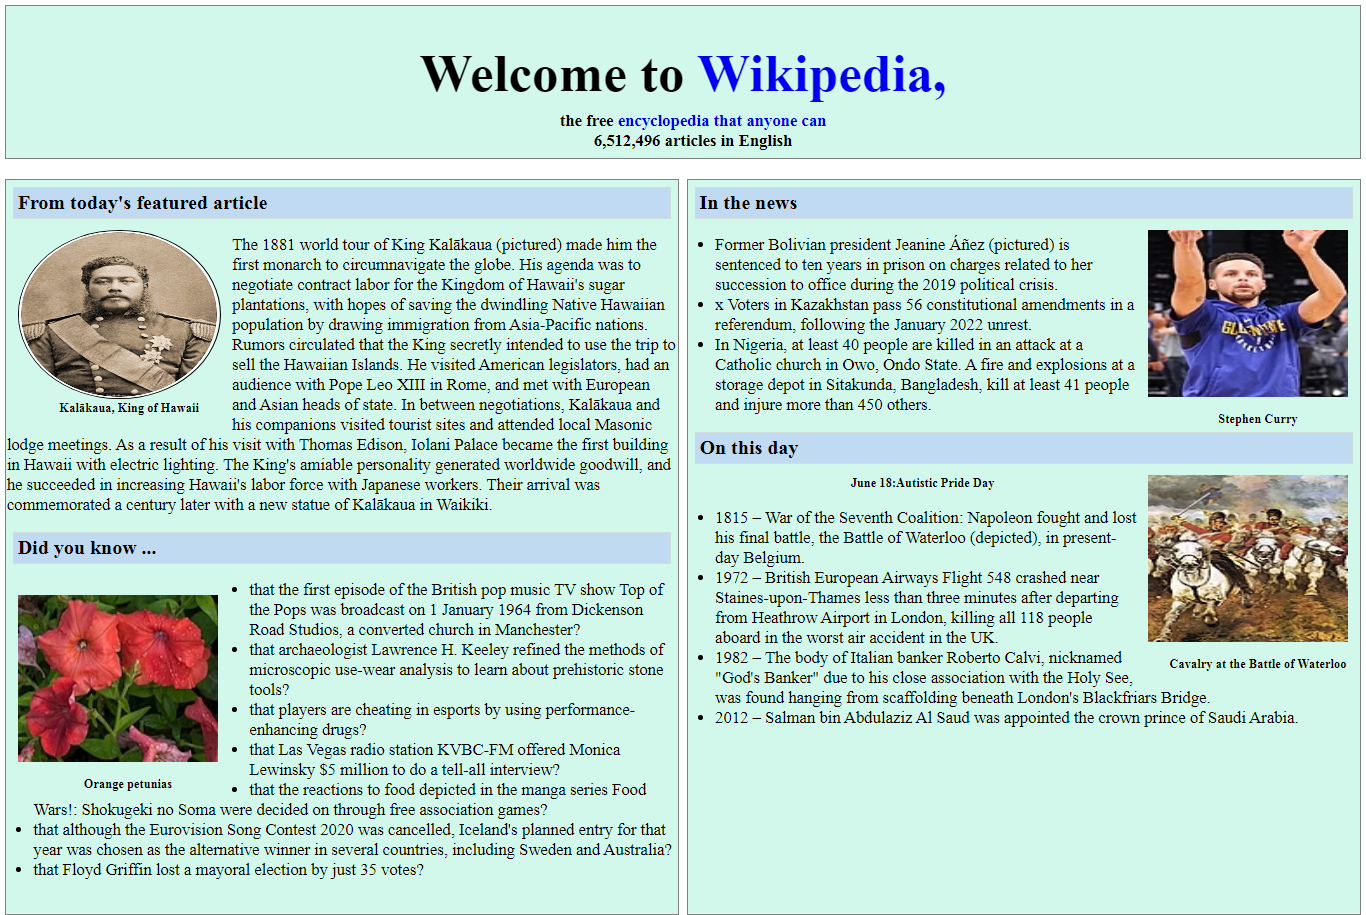 Welcome to Wikipedia,
the free encyclopedia that anyone can
6,512,496 articles in English
From today's featured article
The 1881 world tour of King Kalākaua (pictured) made him the
first monarch to circumnavigate the globe. His agenda was to
negotiate contract labor for the Kingdom of Hawaii's sugar
plantations, with hopes of saving the dwindling Native Hawaiian
population by drawing immigration from Asia-Pacific nations.
Rumors circulated that the King secretly intended to use the trip to
sell the Hawaiian Islands. He visited American legislators, had an
audience with Pope Leo XIII in Rome, and met with European
and Asian heads of state. In between negotiations, Kalākaua and
his companions visited tourist sites and attended local Masonic
lodge meetings. As a result of his visit with Thomas Edison, Iolani Palace became the first building
in Hawaii with electric lighting. The King's amiable personality generated worldwide goodwill, and
he succeeded in increasing Hawaii's labor force with Japanese workers. Their arrival was
commemorated a century later with a new statue of Kalākaua in Waikiki.
Kalākaua, King of Hawaii
Did you know ...
• that the first episode of the British pop music TV show Top of
the Pops was broadcast on 1 January 1964 from Dickenson
Road Studios, a converted church in Manchester?
• that archaeologist Lawrence H. Keeley refined the methods of
microscopic use-wear analysis to learn about prehistoric stone
tools?
• that players are cheating in esports by using performance-
enhancing drugs?
• that Las Vegas radio station KVBC-FM offered Monica
Lewinsky $5 million to do a tell-all interview?
• that the reactions to food depicted in the manga series Food
Wars!: Shokugeki no Soma were decided on through free association games?
• that although the Eurovision Song Contest 2020 was cancelled, Iceland's planned entry for that
year was chosen as the alternative winner in several countries, including Sweden and Australia?
• that Floyd Griffin lost a mayoral election by just 35 votes?
Orange petunias
In the news
• Former Bolivian president Jeanine Áñez (pictured) is
sentenced to ten years in prison on charges related to her
succession to office during the 2019 political crisis.
• x Voters in Kazakhstan pass 56 constitutional amendments in a
referendum, following the January 2022 unrest.
• In Nigeria, at least 40 people are killed in an attack at a
Catholic church in Owo, Ondo State. A fire and explosions at a
storage depot in Sitakunda, Bangladesh, kill at least 41 people
and injure more than 450 others.
Stephen Curry
On this day
June 18:Autistic Pride Day
• 1815 – War of the Seventh Coalition: Napoleon fought and lost
his final battle, the Battle of Waterloo (depicted), in present-
day Belgium.
• 1972 – British European Airways Flight 548 crashed near
Staines-upon-Thames less than three minutes after departing
from Heathrow Airport in London, killing all 118 people
aboard in the worst air accident in the UK.
• 1982 – The body of Italian banker Roberto Calvi, nicknamed
"God's Banker" due to his close association with the Holy See,
was found hanging from scaffolding beneath London's Blackfriars Bridge.
• 2012 – Salman bin Abdulaziz Al Saud was appointed the crown prince of Saudi Arabia.
Cavalry at the Battle of Waterloo